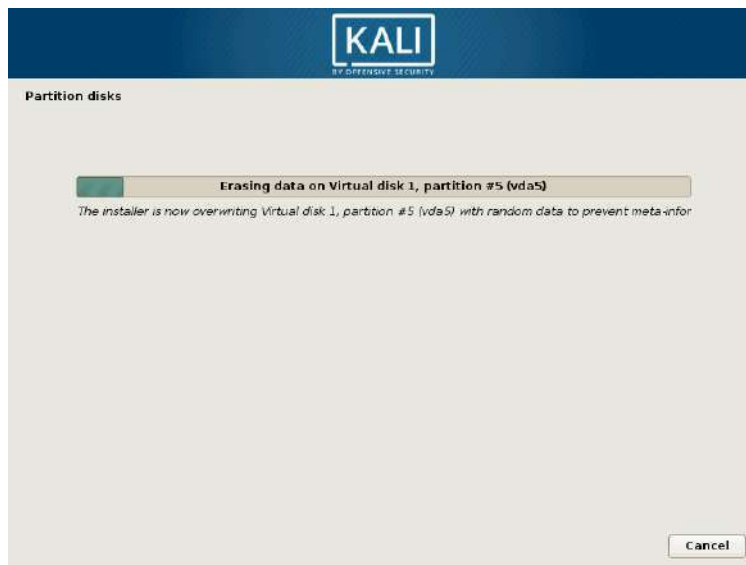 KALI
BY OFFENSIVE SECURITY
Partition disks
Erasing data on Virtual disk 1, partition #5 (vda5)
The installer is now overwriting Virtual disk 1, partition #5 (vda5) with random data to prevent meta-infor
Cancel